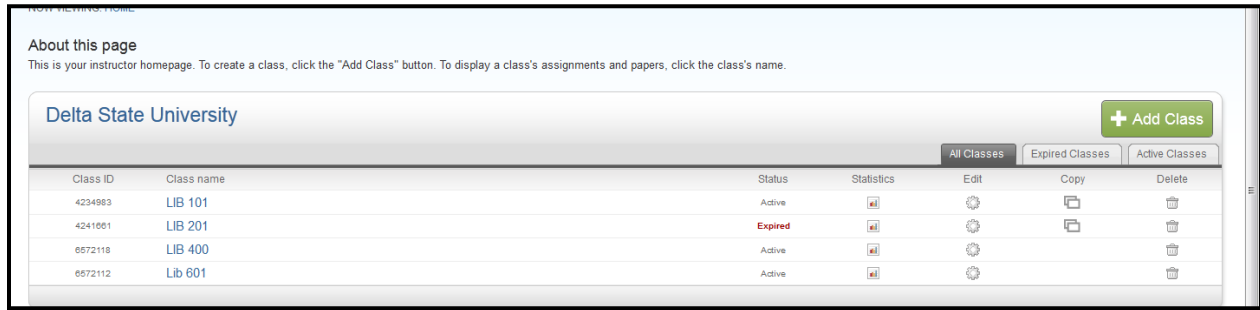 NOW VIEWING: HOME
About this page
This is your instructor homepage. To create a class, click the "Add Class" button. To display a class's assignments and papers, click the class's name.
Delta State University
Add Class
All Classes Expired Classes Active Classes
Class ID Class name Status Statistics Edit Copy Delete
4234983 LIB 101 Active
4241661 LIB 201 Expired
6572118 LIB 400 Active
6572112 Lib 601 Active